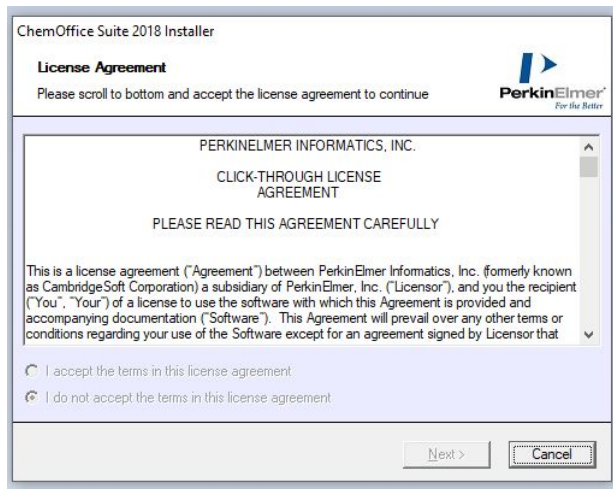 ChemOffice Suite 2018 Installer
License Agreement
Please scroll to bottom and accept the license agreement to continue
PerkinElmer
For the Better
PERKINELMER INFORMATICS, INC.
CLICK-THROUGH LICENSE
AGREEMENT
PLEASE READ THIS AGREEMENT CAREFULLY
This is a license agreement ("Agreement") between PerkinElmer Informatics, Inc. (formerly known
as CambridgeSoft Corporation) a subsidiary of PerkinElmer, Inc. ("Licensor"), and you the recipient
("You", "Your") of a license to use the software with which this Agreement is provided and
accompanying documentation ("Software"). This Agreement will prevail over any other terms or
conditions regarding your use of the Software except for an agreement signed by Licensor that
I accept the terms in this license agreement
I do not accept the terms in this license agreement
Next >
Cancel